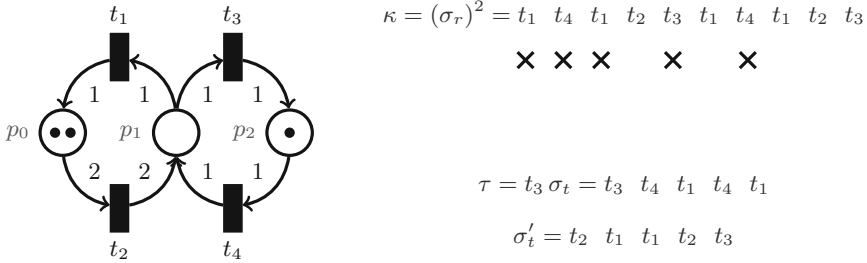 t₁ t₃
1 1 1 1
p₀ p₁ p₂
2 2 1 1
t₂ t₄
κ = (σᵣ)² = t₁ t₄ t₁ t₂ t₃ t₁ t₄ t₁ t₂ t₃
× × × × ×
τ = t₃ σₜ = t₃ t₄ t₁ t₄ t₁
σ′ₜ = t₂ t₁ t₁ t₂ t₃